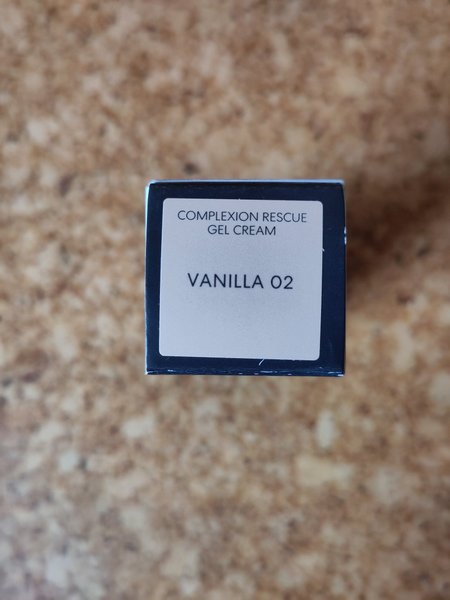 COMPLEXION RESCUE
GEL CREAM
VANILLA 02